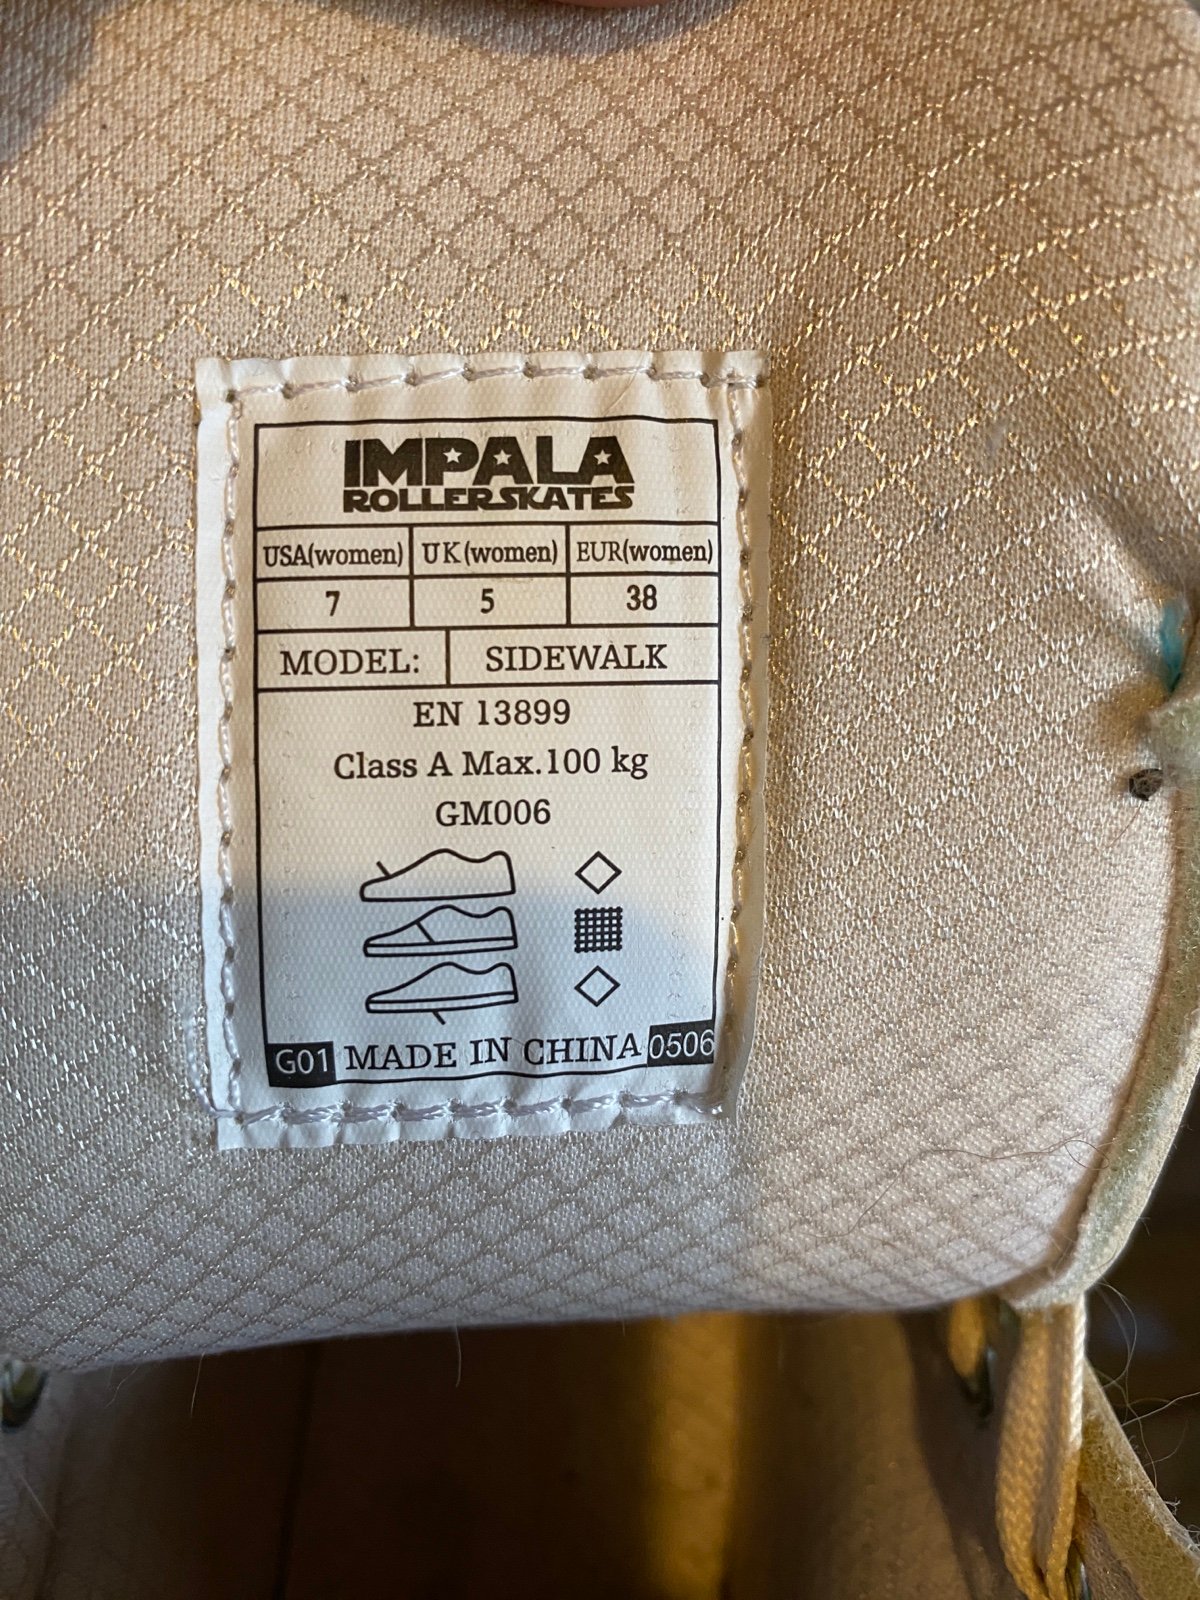 IMPALA
ROLLERSKATES
USA(women) UK(women) EUR(women)
7 5 38
MODEL: SIDEWALK
EN 13899
Class A Max.100 kg
GM006
G01 MADE IN CHINA 0506